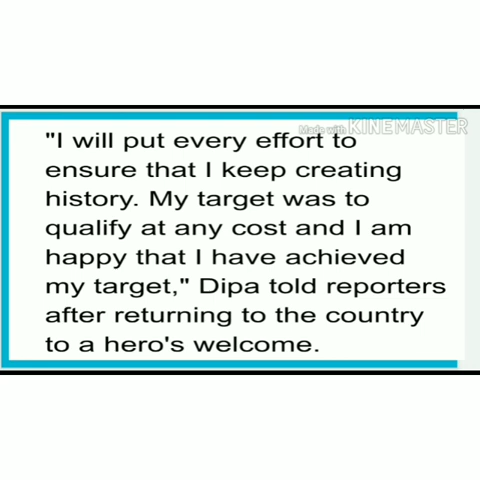 Made with KINEMASTER
"I will put every effort to
ensure that I keep creating
history. My target was to
qualify at any cost and I am
happy that I have achieved
my target," Dipa told reporters
after returning to the country
to a hero's welcome.